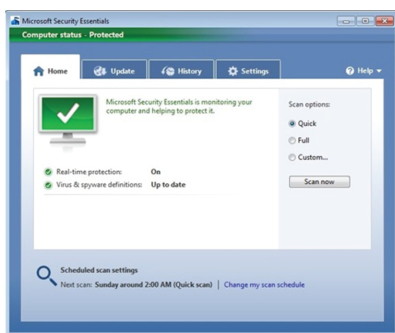 Microsoft Security Essentials
Computer status - Protected
Home
Update
History
Settings
Help
Microsoft Security Essentials is monitoring your
computer and helping to protect it.
Real-time protection: On
Virus & spyware definitions: Up to date
Scan options:
Quick
Full
Custom...
Scan now
Scheduled scan settings
Next scan: Sunday around 2:00 AM (Quick scan) | Change my scan schedule